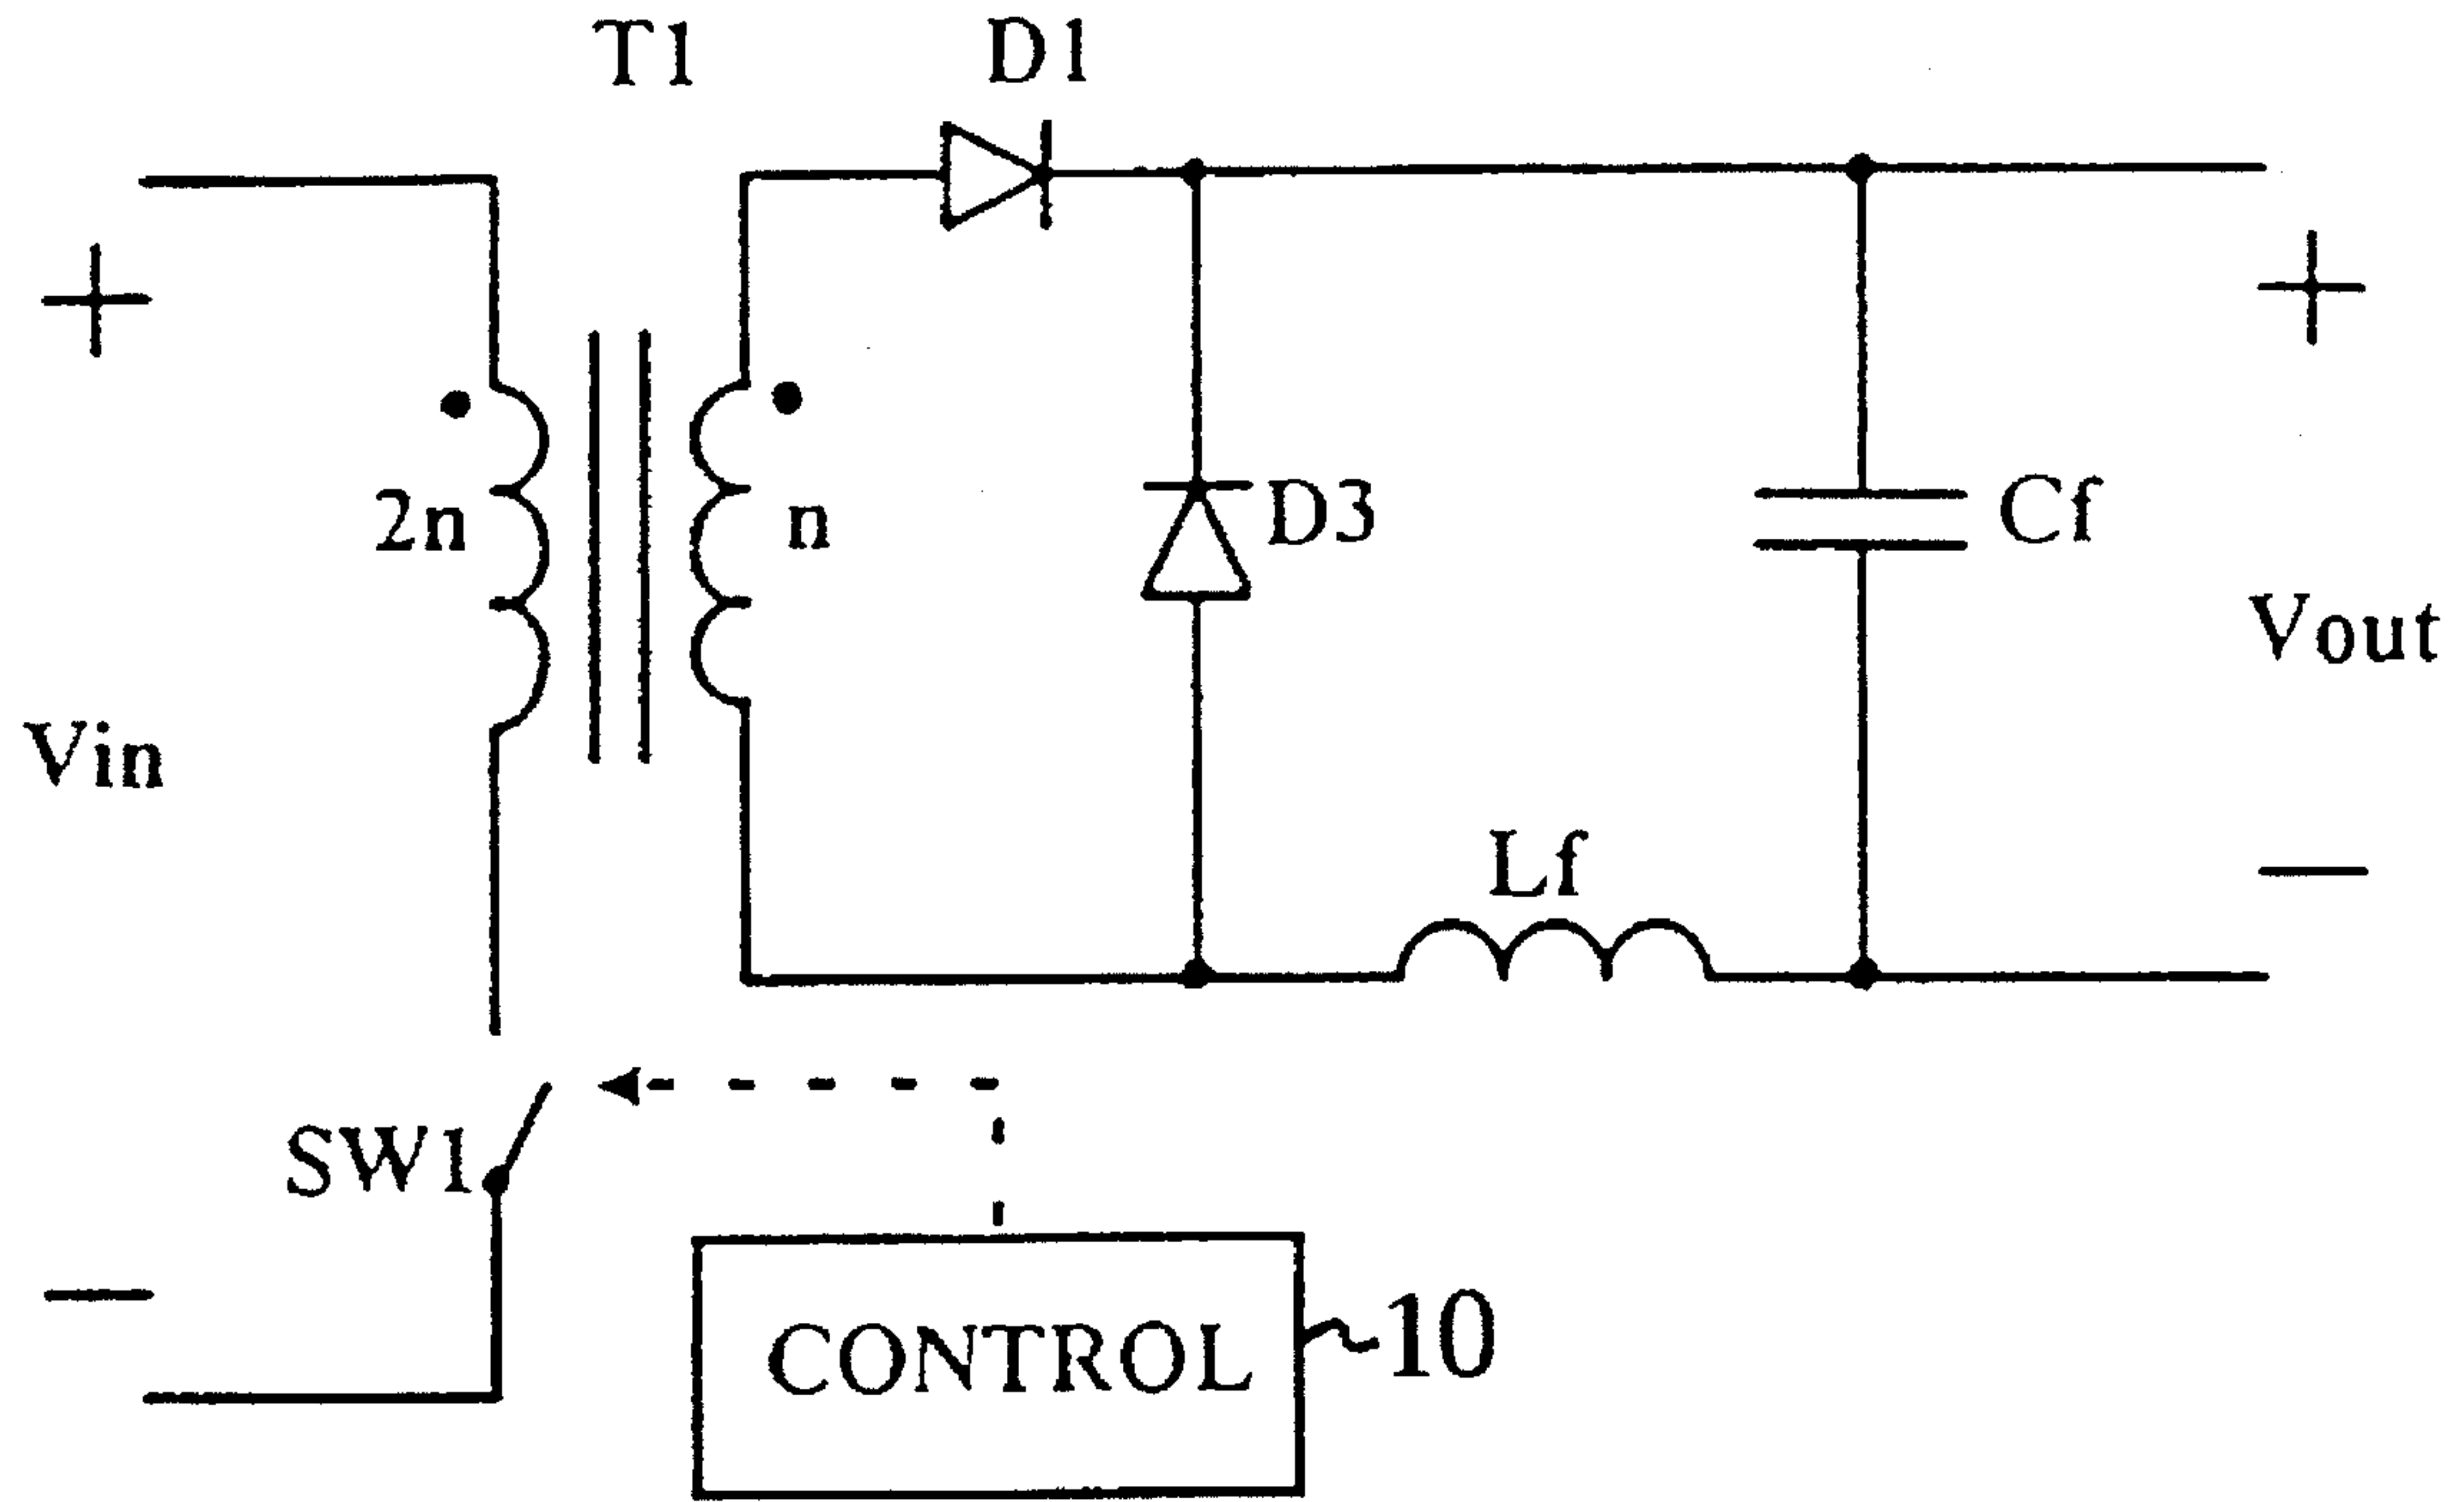 T1
D1
+
+
2n
n
D3
Cf
Vout
Vin
Lf
—
SW1
—
CONTROL
10